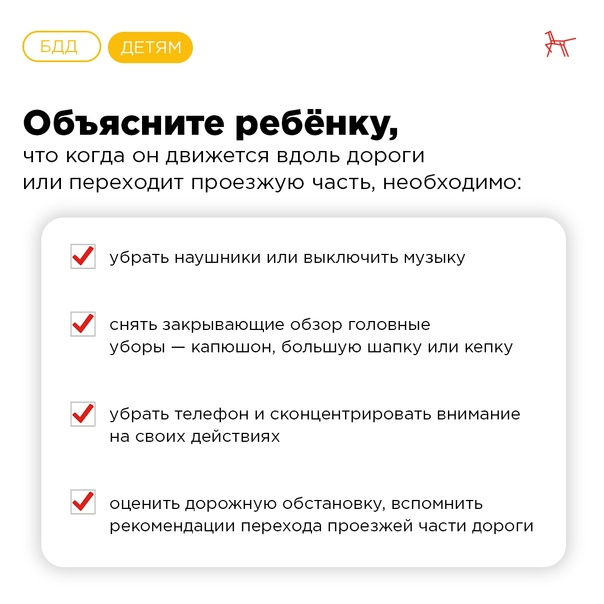 БДД
ДЕТЯМ
Объясните ребёнку,
что когда он движется вдоль дороги
или переходит проезжую часть, необходимо:
убрать наушники или выключить музыку
снять закрывающие обзор головные
уборы — капюшон, большую шапку или кепку
убрать телефон и сконцентрировать внимание
на своих действиях
оценить дорожную обстановку, вспомнить
рекомендации перехода проезжей части дороги